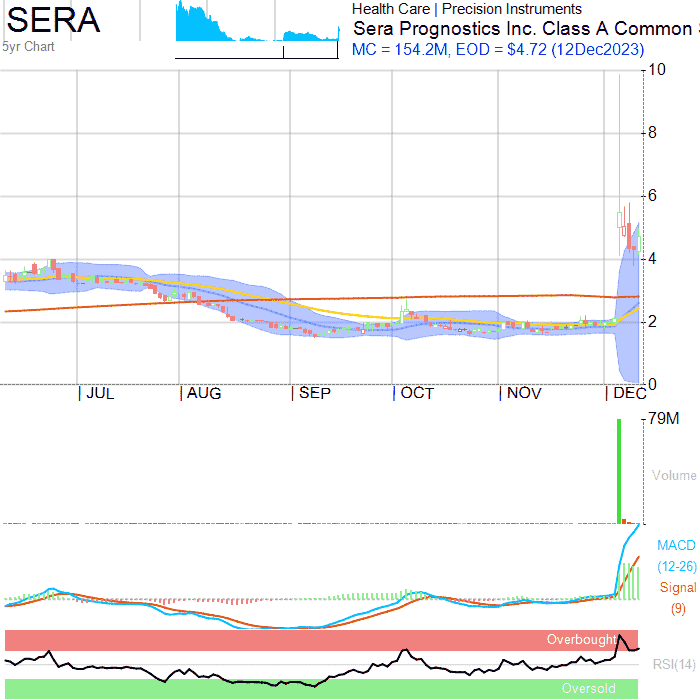 SERA
5yr Chart
Health Care | Precision Instruments
Sera Prognostics Inc. Class A Common
MC = 154.2M, EOD = $4.72 (12Dec2023)
10
8
6
4
2
0
JUL AUG SEP OCT NOV DEC
79M
Volume
MACD
(12-26)
Signal
(9)
Overbought
RSI(14)
Oversold